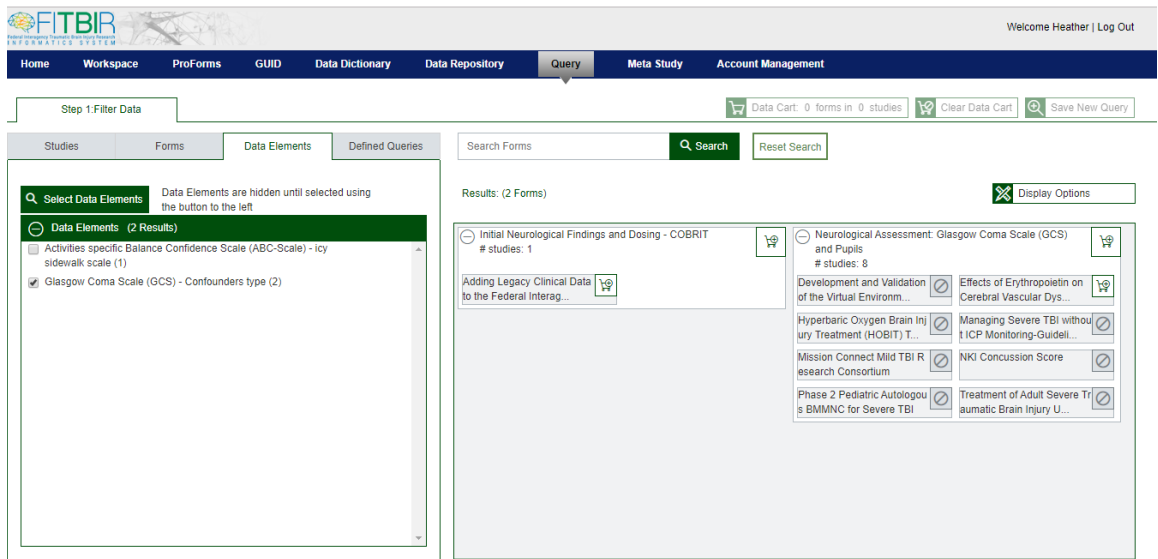 FITBIR
Federal Interagency Traumatic Brain Injury Research
INFORMATICS SYSTEM
Welcome Heather | Log Out
Home Workspace ProForms GUID Data Dictionary Data Repository Query Meta Study Account Management
Step 1:Filter Data
Data Cart: 0 forms in 0 studies
Clear Data Cart
Save New Query
Studies Forms Data Elements Defined Queries
Search Forms
Search
Reset Search
Select Data Elements
Data Elements are hidden until selected using
the button to the left
Data Elements (2 Results)
Activities specific Balance Confidence Scale (ABC-Scale) - icy
sidewalk scale (1)
Glasgow Coma Scale (GCS) - Confounders type (2)
Results: (2 Forms)
Display Options
Initial Neurological Findings and Dosing - COBRIT
# studies: 1
Adding Legacy Clinical Data
to the Federal Interag...
Neurological Assessment: Glasgow Coma Scale (GCS)
and Pupils
# studies: 8
Development and Validation
of the Virtual Environm...
Effects of Erythropoietin on
Cerebral Vascular Dys...
Hyperbaric Oxygen Brain Inj
ury Treatment (HOBIT) T...
Managing Severe TBI withou
t ICP Monitoring-Guideli...
Mission Connect Mild TBI R
esearch Consortium
NKI Concussion Score
Phase 2 Pediatric Autologou
s BMMNC for Severe TBI
Treatment of Adult Severe Tr
aumatic Brain Injury U...